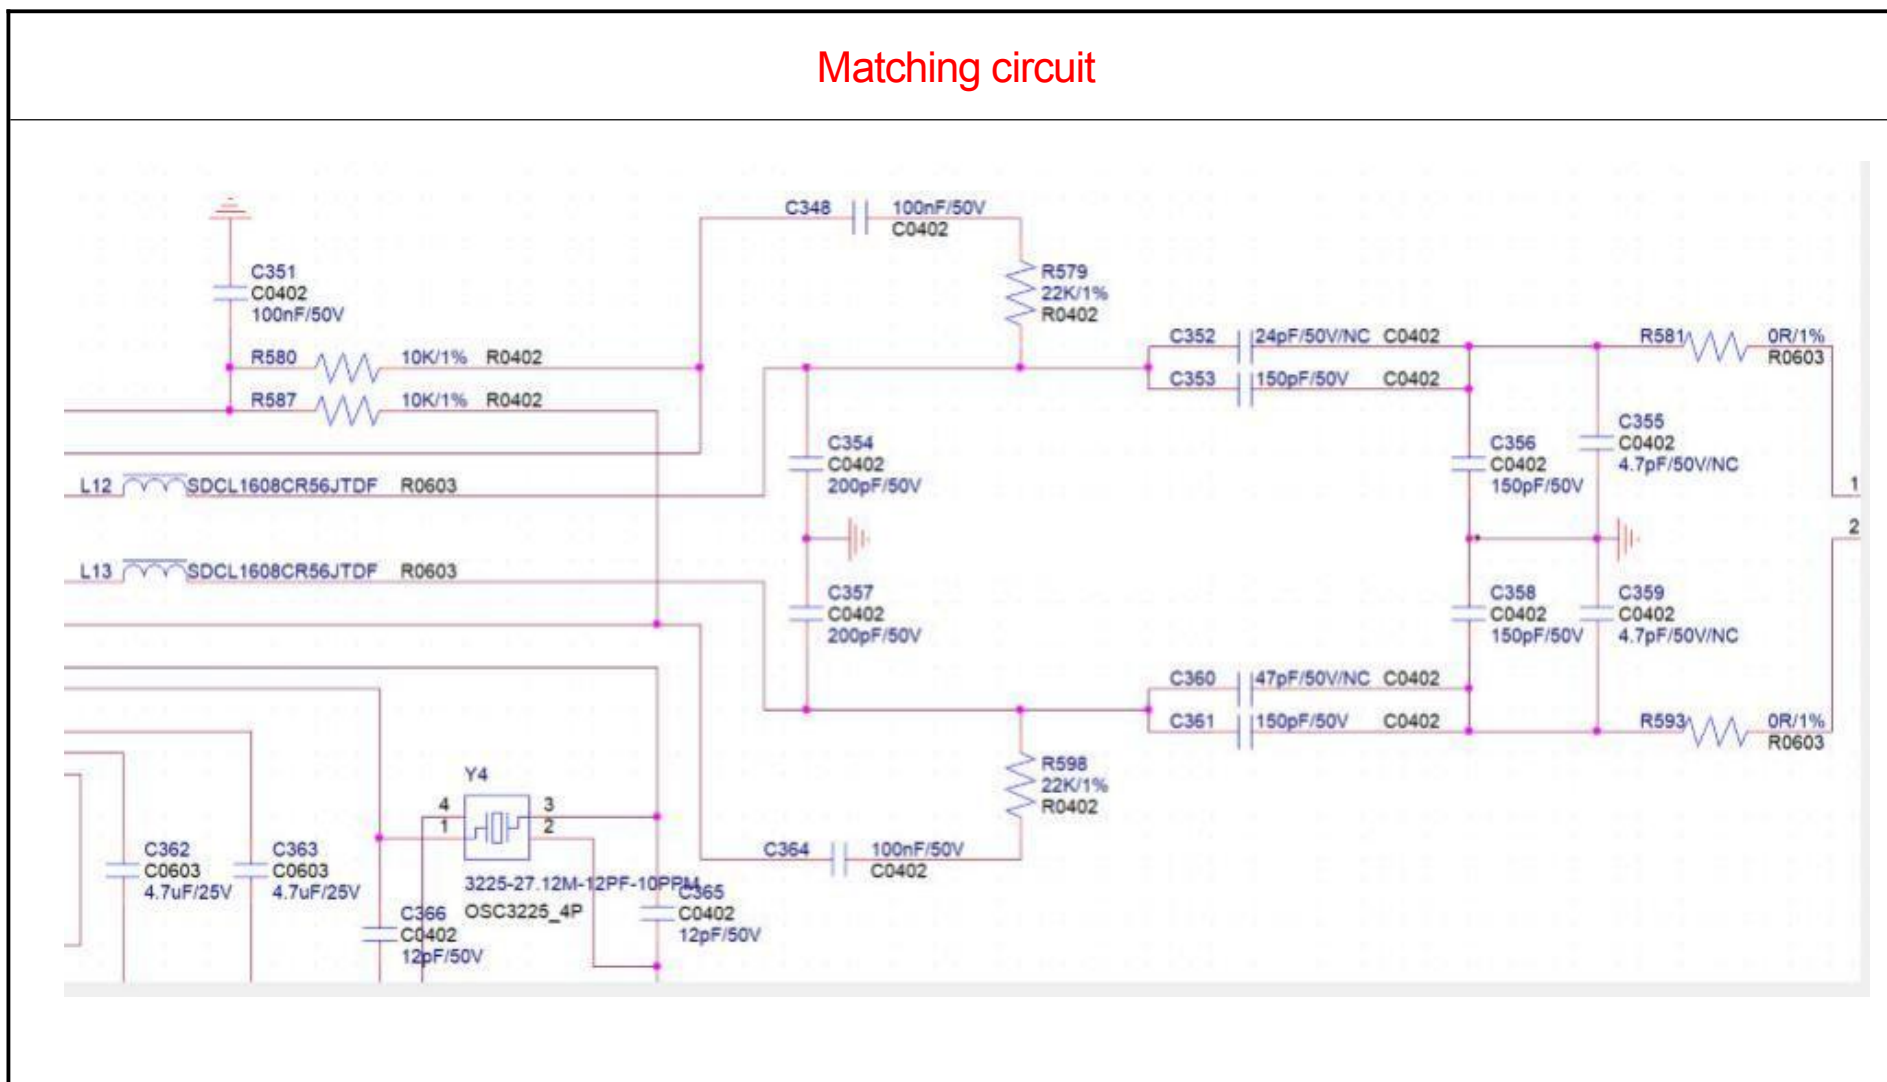 Matching circuit
C348 100nF/50V
C0402
C351
C0402
100nF/50V
R579
22K/1%
R0402
R580 10K/1% R0402
R587 10K/1% R0402
C352 24pF/50V/NC C0402
C353 150pF/50V C0402
R581 0R/1%
R0603
C354
C0402
200pF/50V
C356
C0402
150pF/50V
C355
C0402
4.7pF/50V/NC
L12 SDCL1608CR56JTDF R0603
1
2
L13 SDCL1608CR56JTDF R0603
C357
C0402
200pF/50V
C358
C0402
150pF/50V
C359
C0402
4.7pF/50V/NC
C360 47pF/50V/NC C0402
C361 150pF/50V C0402
R593 0R/1%
R0603
R598
22K/1%
R0402
Y4
4 3
1 2
C364 100nF/50V
C0402
C362
C0603
4.7uF/25V
C363
C0603
4.7uF/25V
3225-27.12M-12PF-10PPM
OSC3225_4P
C365
C0402
12pF/50V
C366
C0402
12pF/50V